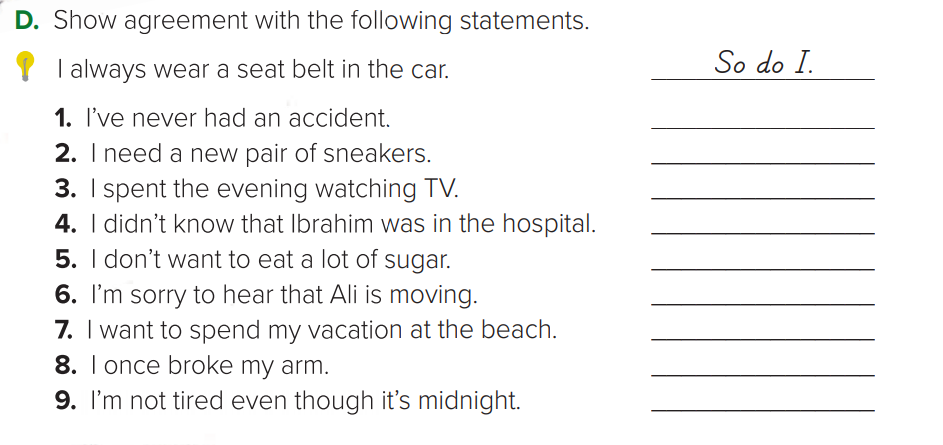 D. Show agreement with the following statements.
I always wear a seat belt in the car. So do I.
1. I've never had an accident.
2. I need a new pair of sneakers.
3. I spent the evening watching TV.
4. I didn't know that Ibrahim was in the hospital.
5. I don't want to eat a lot of sugar.
6. I'm sorry to hear that Ali is moving.
7. I want to spend my vacation at the beach.
8. I once broke my arm.
9. I'm not tired even though it's midnight.